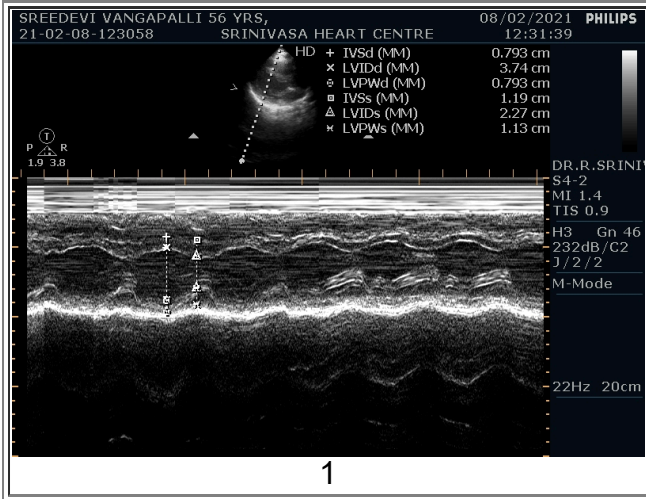 SREEDEVI VANGAPALLI 56 YRS, 08/02/2021 PHILIPS
21-02-08-123058 SRINIVASA HEART CENTRE 12:31:39
HD
+ IVSd (MM) 0.793 cm
× LVIDd (MM) 3.74 cm
LVPWd (MM) 0.793 cm
IVSs (MM) 1.19 cm
LVIDs (MM) 2.27 cm
LVPWs (MM) 1.13 cm
T
P R
1.9 3.8
DR.R.SRINIV
S4-2
MI 1.4
TIS 0.9
H3 Gn 46
232dB/C2
J/2/2
M-Mode
22Hz 20cm
1